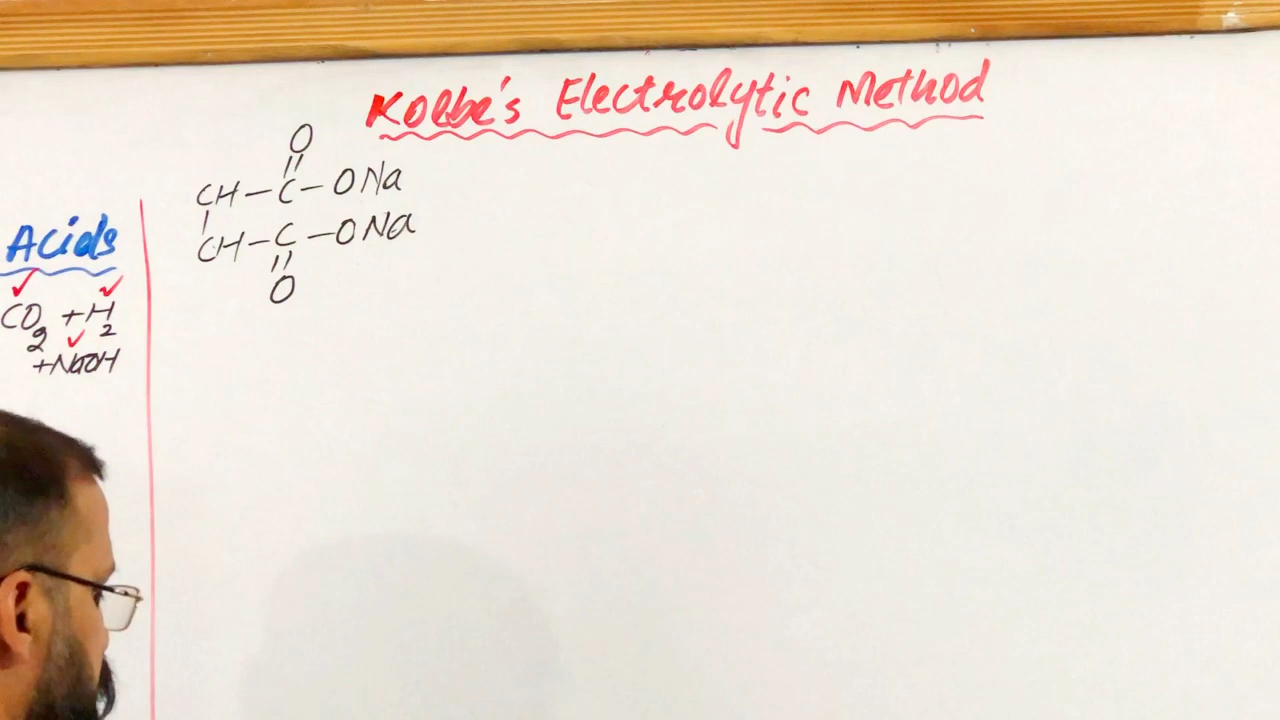 Kolbe's Electrolytic Method
O
||
CH — C — ONa
|
CH — C — ONa
||
O
Acids
CO2 + H2
+NaOH